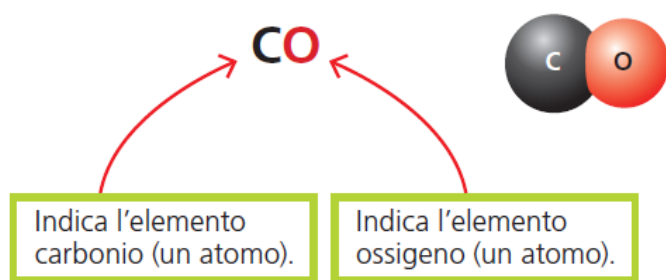 CO
C O
Indica l'elemento
carbonio (un atomo).
Indica l'elemento
ossigeno (un atomo).